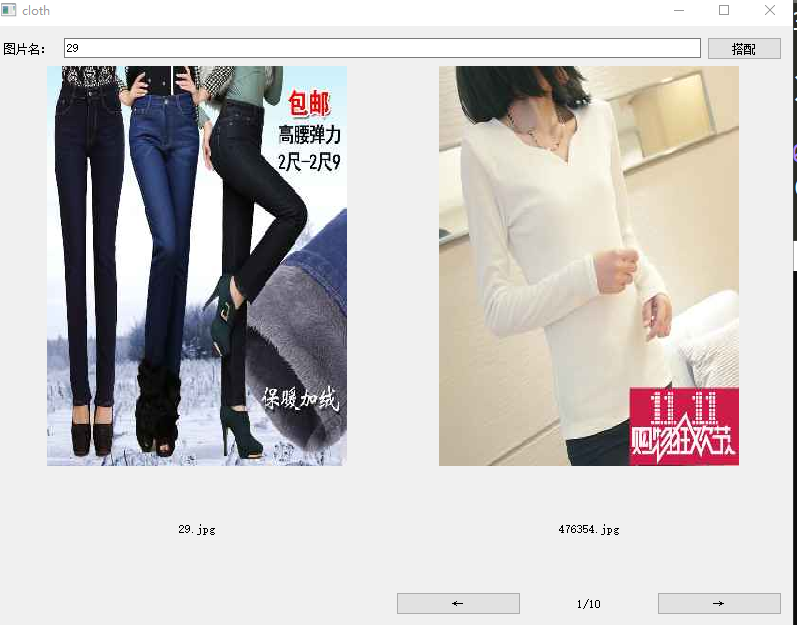 cloth
图片名：
29
搭配
包邮
高腰弹力
2尺-2尺9
保暖加绒
11.11
购物狂欢节
29.jpg
476354.jpg
←
1/10
→